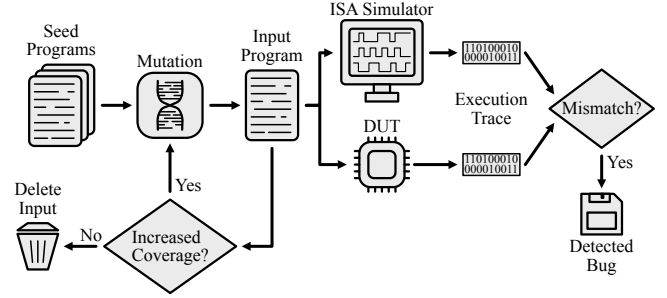 ISA Simulator
Seed
Programs
Mutation
Input
Program
110100010
000010011
Execution
Trace
Mismatch?
DUT
110100010
000010011
Yes
Yes
Delete
Input
No
Increased
Coverage?
Detected
Bug